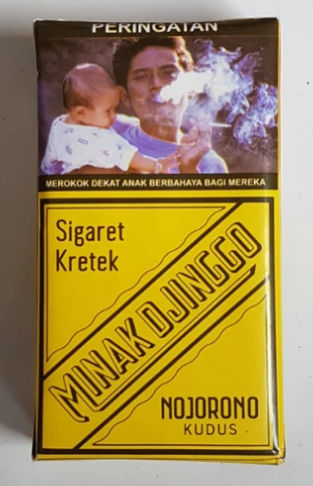 PERINGATAN
MEROKOK DEKAT ANAK BERBAHAYA BAGI MEREKA
Sigaret
Kretek
MINAK DJINGGO
NOJORONO
KUDUS